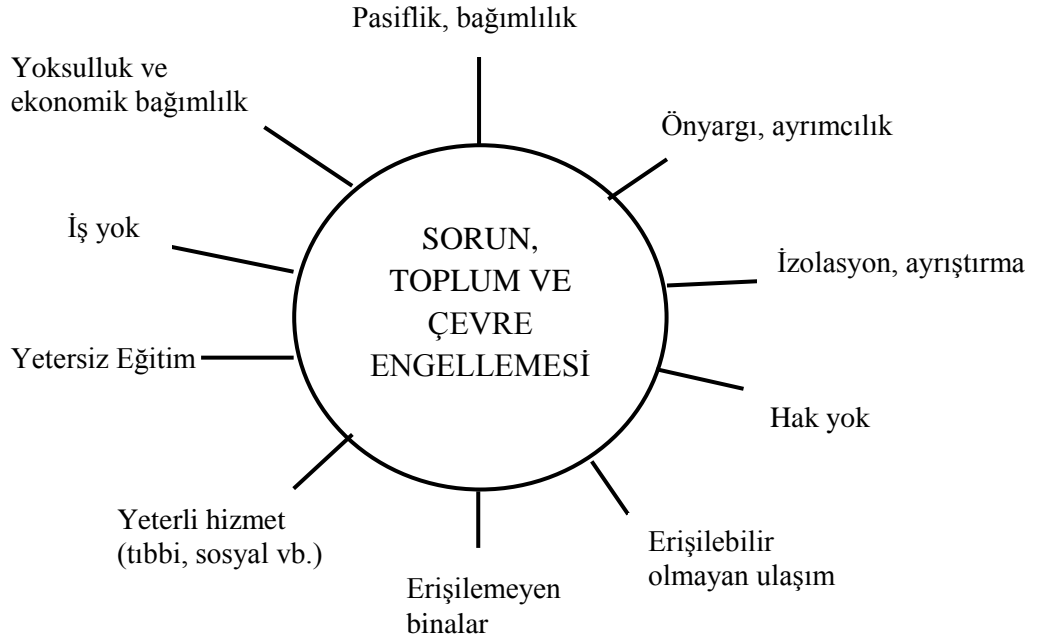 Pasiflik, bağımlılık
Yoksulluk ve
ekonomik bağımlılk
Önyargı, ayrımcılık
İş yok
SORUN,
TOPLUM VE
ÇEVRE
ENGELLEMESİ
İzolasyon, ayrıştırma
Yetersiz Eğitim
Hak yok
Yeterli hizmet
(tıbbi, sosyal vb.)
Erişilebilir
olmayan ulaşım
Erişilemeyen
binalar